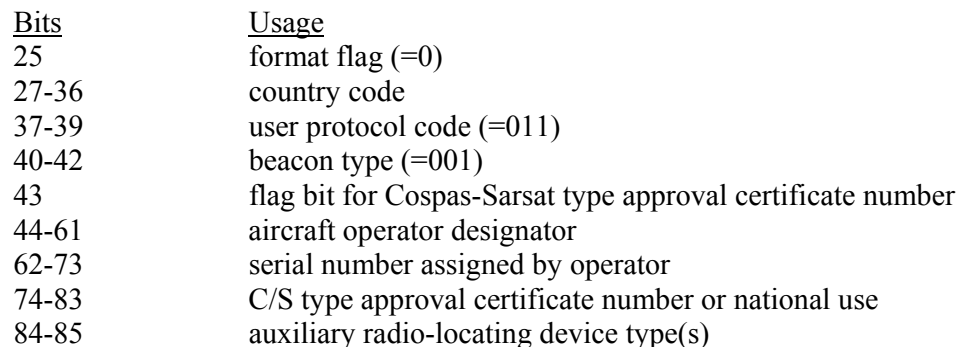 Bits Usage
25 format flag (=0)
27-36 country code
37-39 user protocol code (=011)
40-42 beacon type (=001)
43 flag bit for Cospas-Sarsat type approval certificate number
44-61 aircraft operator designator
62-73 serial number assigned by operator
74-83 C/S type approval certificate number or national use
84-85 auxiliary radio-locating device type(s)